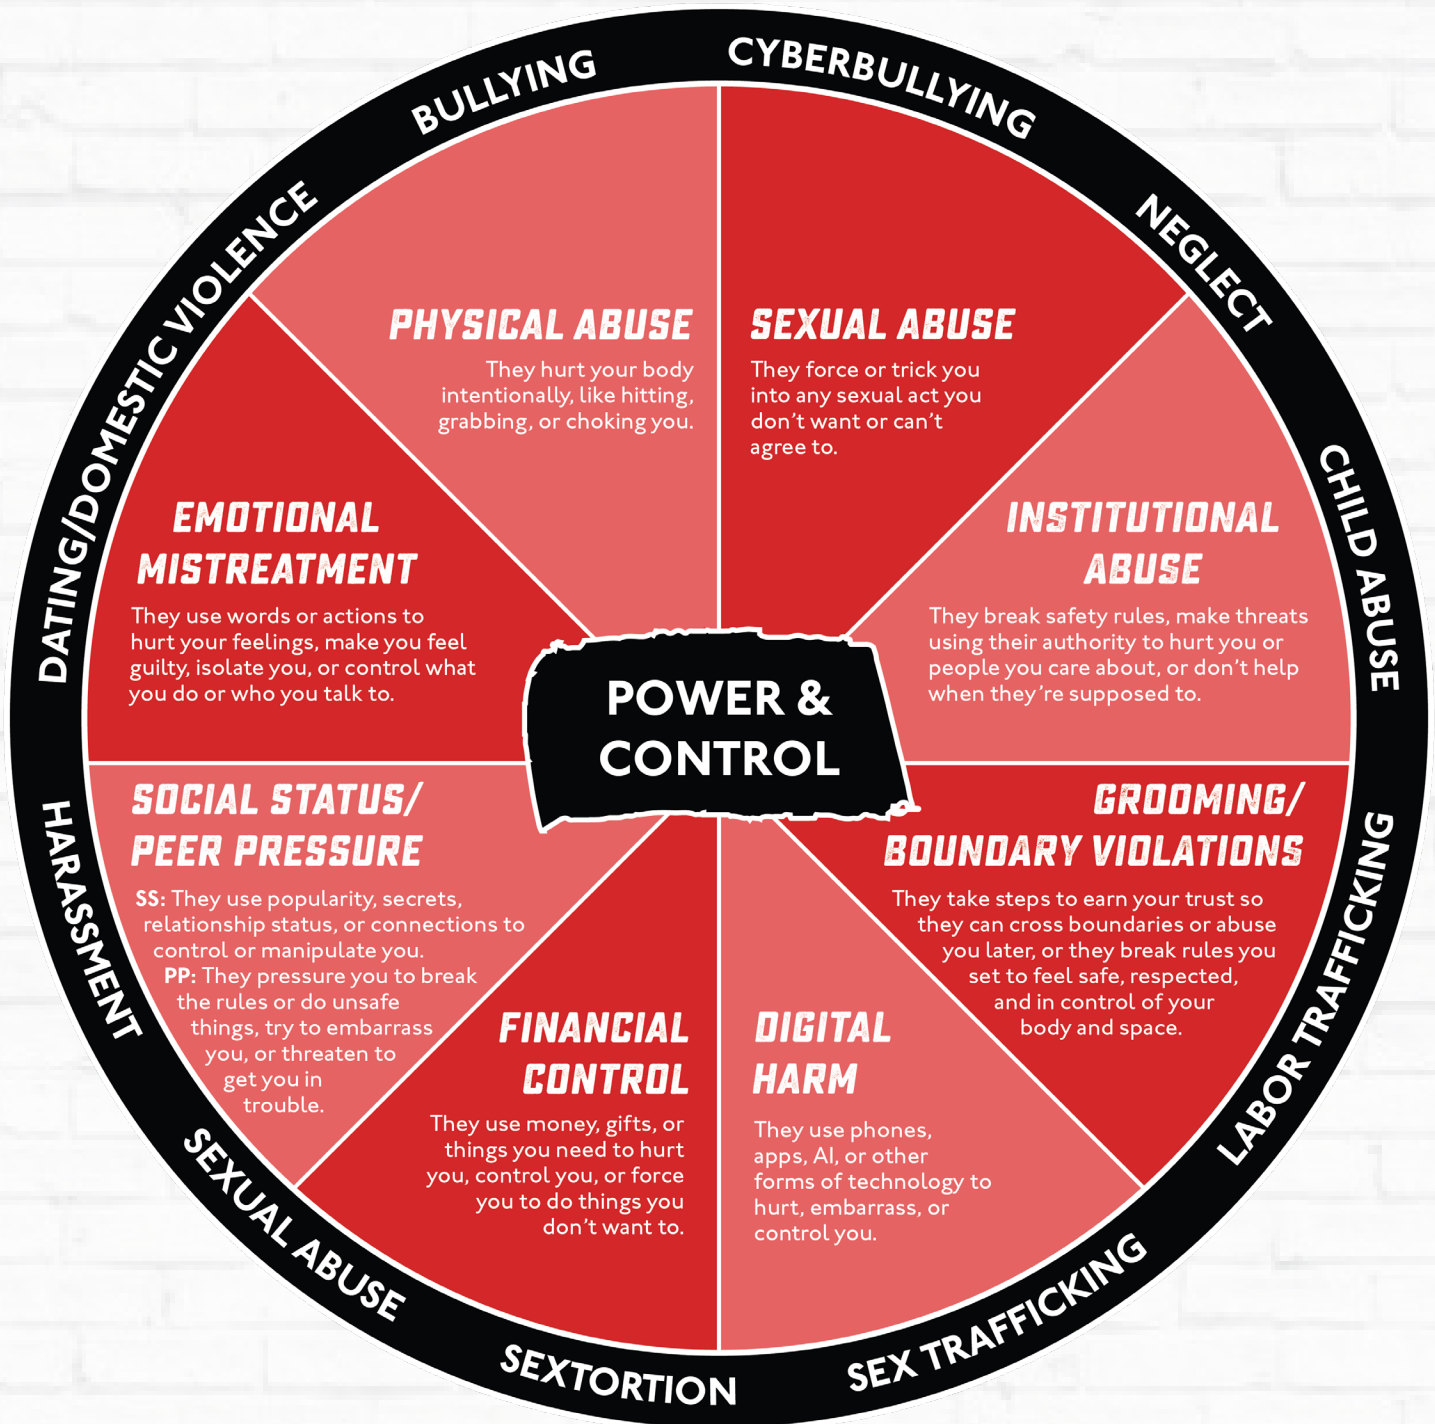 BULLYING
CYBERBULLYING
NEGLECT
CHILD ABUSE
LABOR TRAFFICKING
SEX TRAFFICKING
SEXTORTION
SEXUAL ABUSE
HARASSMENT
DATING/DOMESTIC VIOLENCE
PHYSICAL ABUSE
They hurt your body
intentionally, like hitting,
grabbing, or choking you.
SEXUAL ABUSE
They force or trick you
into any sexual act you
don't want or can't
agree to.
EMOTIONAL
MISTREATMENT
They use words or actions to
hurt your feelings, make you feel
guilty, isolate you, or control what
you do or who you talk to.
INSTITUTIONAL
ABUSE
They break safety rules, make threats
using their authority to hurt you or
people you care about, or don't help
when they're supposed to.
POWER &
CONTROL
SOCIAL STATUS/
PEER PRESSURE
SS: They use popularity, secrets,
relationship status, or connections to
control or manipulate you.
PP: They pressure you to break
the rules or do unsafe
things, try to embarrass
you, or threaten to
get you in
trouble.
GROOMING/
BOUNDARY VIOLATIONS
They take steps to earn your trust so
they can cross boundaries or abuse
you later, or they break rules you
set to feel safe, respected,
and in control of your
body and space.
FINANCIAL
CONTROL
They use money, gifts, or
things you need to hurt
you, control you, or force
you to do things you
don't want to.
DIGITAL
HARM
They use phones,
apps, AI, or other
forms of technology to
hurt, embarrass, or
control you.